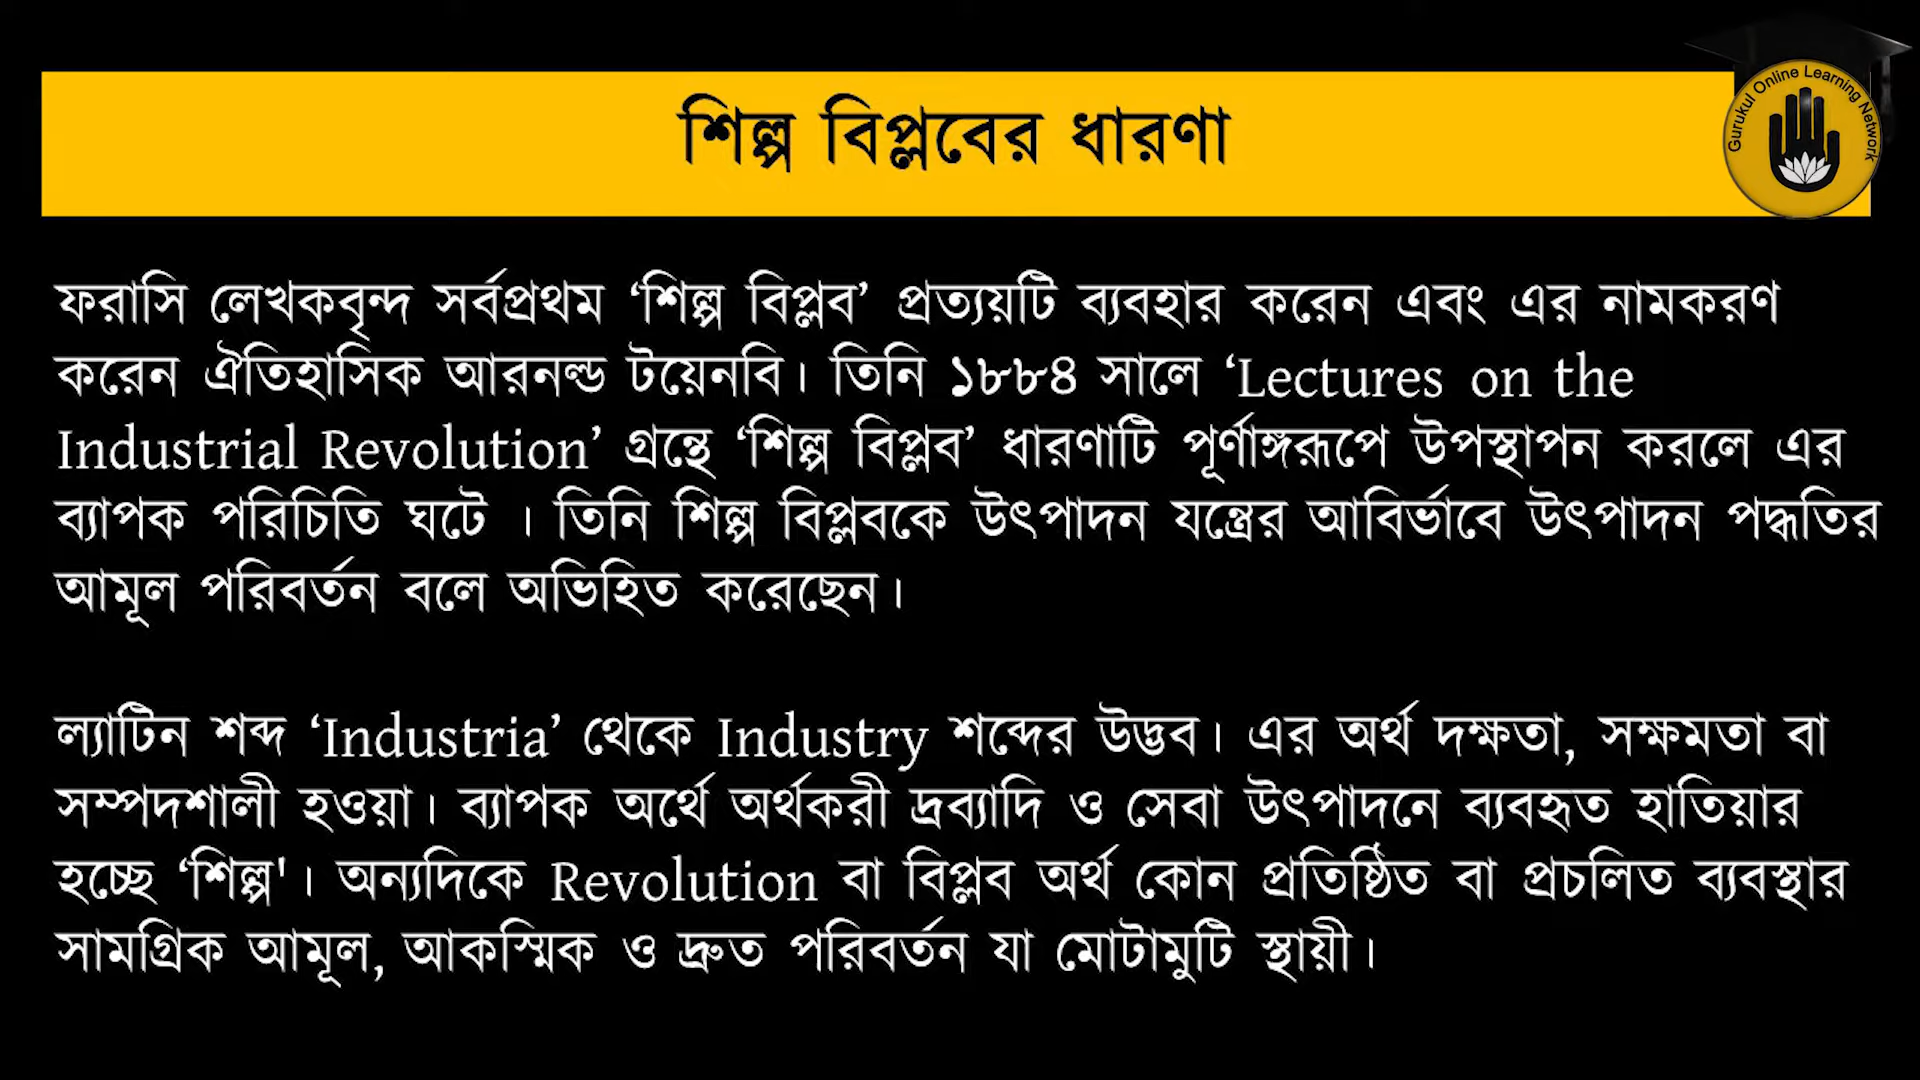 শিল্প বিপ্লবের ধারণা
Gurukul Online Learning Network
ফরাসি লেখকবৃন্দ সর্বপ্রথম ‘শিল্প বিপ্লব’ প্রত্যয়টি ব্যবহার করেন এবং এর নামকরণ
করেন ঐতিহাসিক আরনল্ড টয়েনবি। তিনি ১৮৮৪ সালে ‘Lectures on the
Industrial Revolution’ গ্রন্থে ‘শিল্প বিপ্লব’ ধারণাটি পূর্ণাঙ্গরূপে উপস্থাপন করলে এর
ব্যাপক পরিচিতি ঘটে । তিনি শিল্প বিপ্লবকে উৎপাদন যন্ত্রের আবির্ভাবে উৎপাদন পদ্ধতির
আমূল পরিবর্তন বলে অভিহিত করেছেন।
ল্যাটিন শব্দ ‘Industria’ থেকে Industry শব্দের উদ্ভব। এর অর্থ দক্ষতা, সক্ষমতা বা
সম্পদশালী হওয়া। ব্যাপক অর্থে অর্থকরী দ্রব্যাদি ও সেবা উৎপাদনে ব্যবহৃত হাতিয়ার
হচ্ছে ‘শিল্প'। অন্যদিকে Revolution বা বিপ্লব অর্থ কোন প্রতিষ্ঠিত বা প্রচলিত ব্যবস্থার
সামগ্রিক আমূল, আকস্মিক ও দ্রুত পরিবর্তন যা মোটামুটি স্থায়ী।